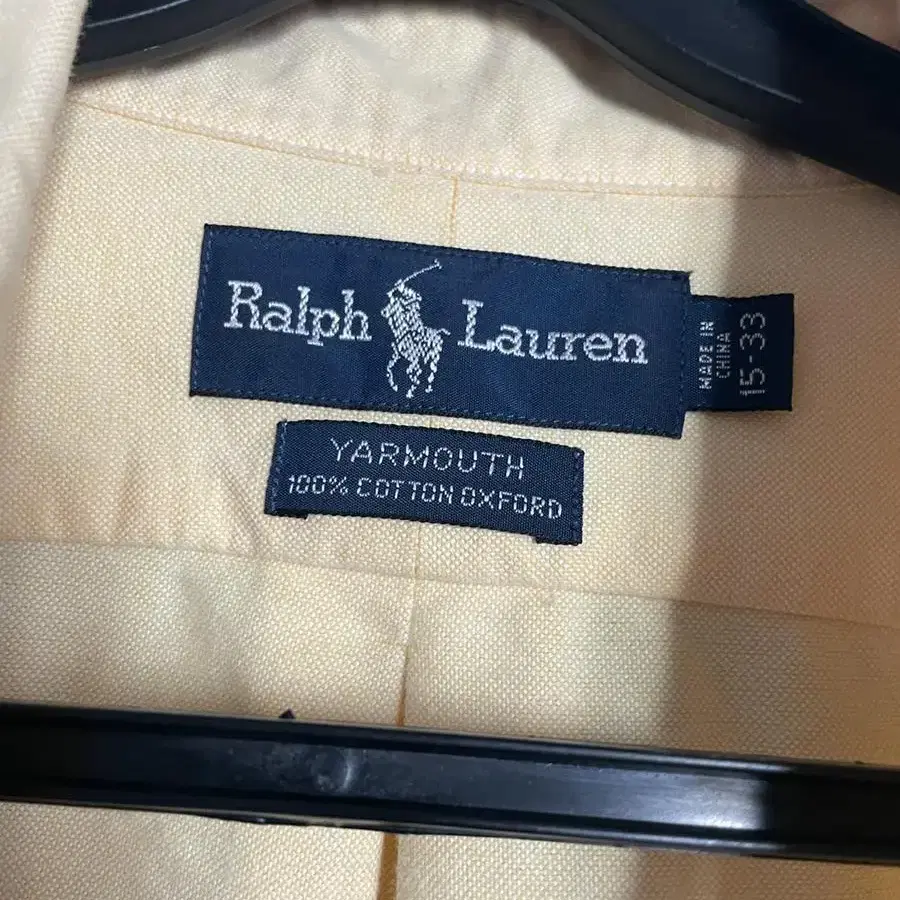 Ralph Lauren
MADE IN
CHINA
15-33
YARMOUTH
100% COTTON OXFORD